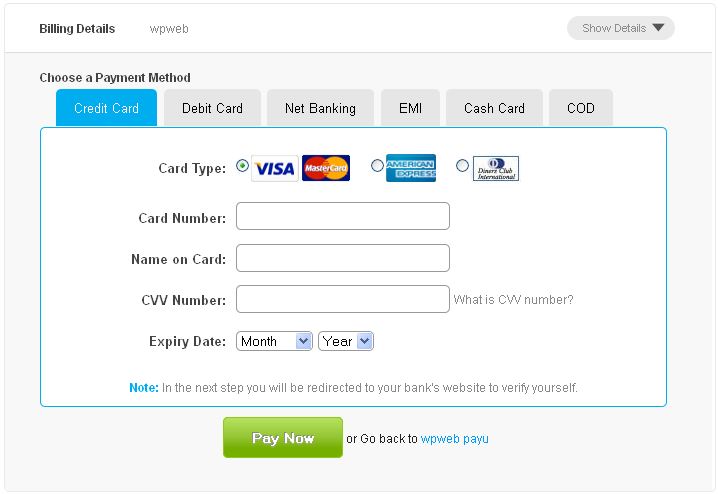 Billing Details wpweb Show Details
Choose a Payment Method
Credit Card Debit Card Net Banking EMI Cash Card COD
Card Type: VISA MasterCard AMERICAN EXPRESS Diners Club International
Card Number:
Name on Card:
CVV Number: What is CVV number?
Expiry Date: Month Year
Note: In the next step you will be redirected to your bank's website to verify yourself.
Pay Now or Go back to wpweb payu